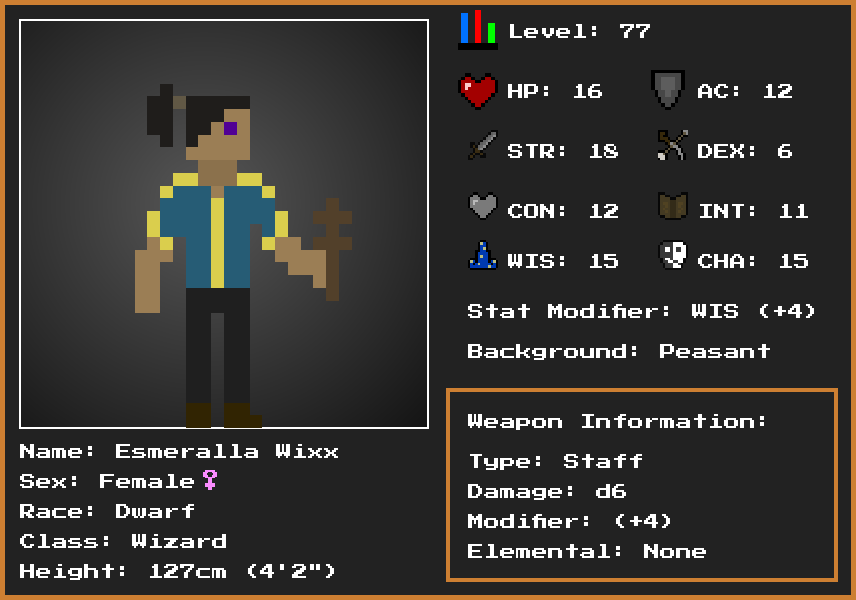 Level: 77
HP: 16 AC: 12
STR: 18 DEX: 6
CON: 12 INT: 11
WIS: 15 CHA: 15
Stat Modifier: WIS (+4)
Background: Peasant
Weapon Information:
Type: Staff
Damage: d6
Modifier: (+4)
Elemental: None
Name: Esmeralla Wixx
Sex: Female♀
Race: Dwarf
Class: Wizard
Height: 127cm (4'2")